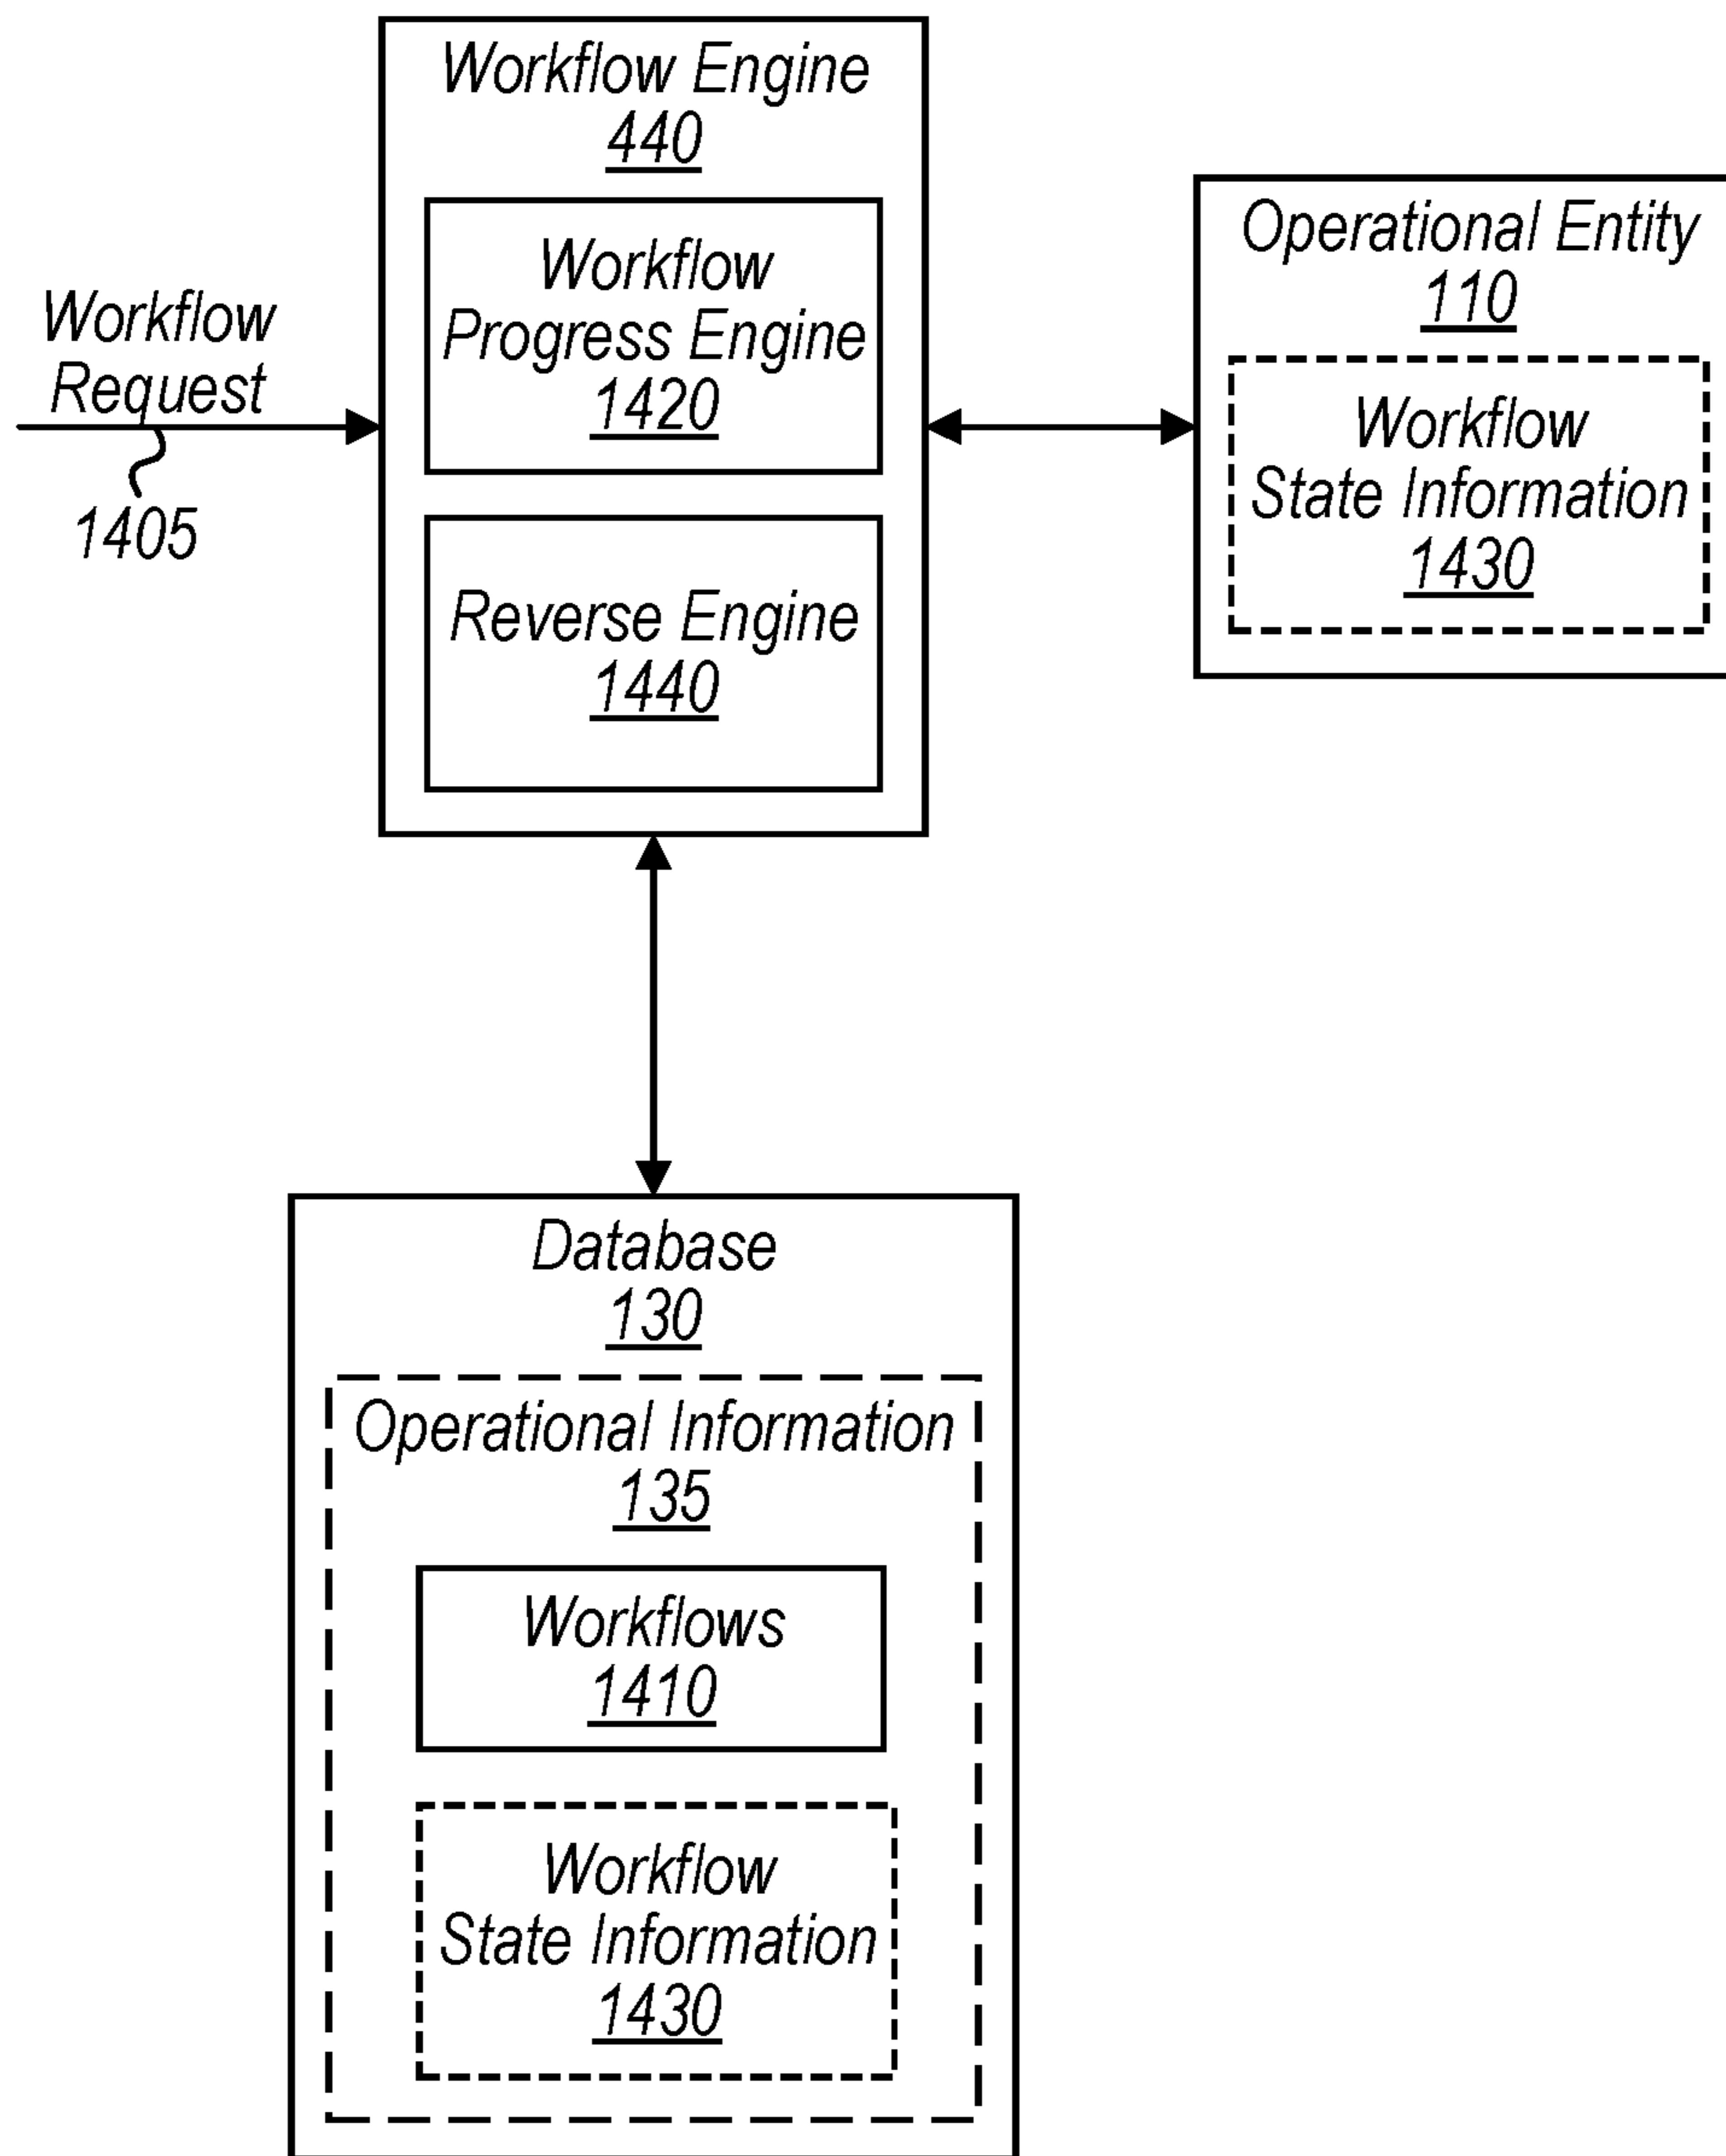 Workflow Engine
440
Workflow
Progress Engine
1420
Reverse Engine
1440
Workflow
Request
1405
Operational Entity
110
Workflow
State Information
1430
Database
130
Operational Information
135
Workflows
1410
Workflow
State Information
1430